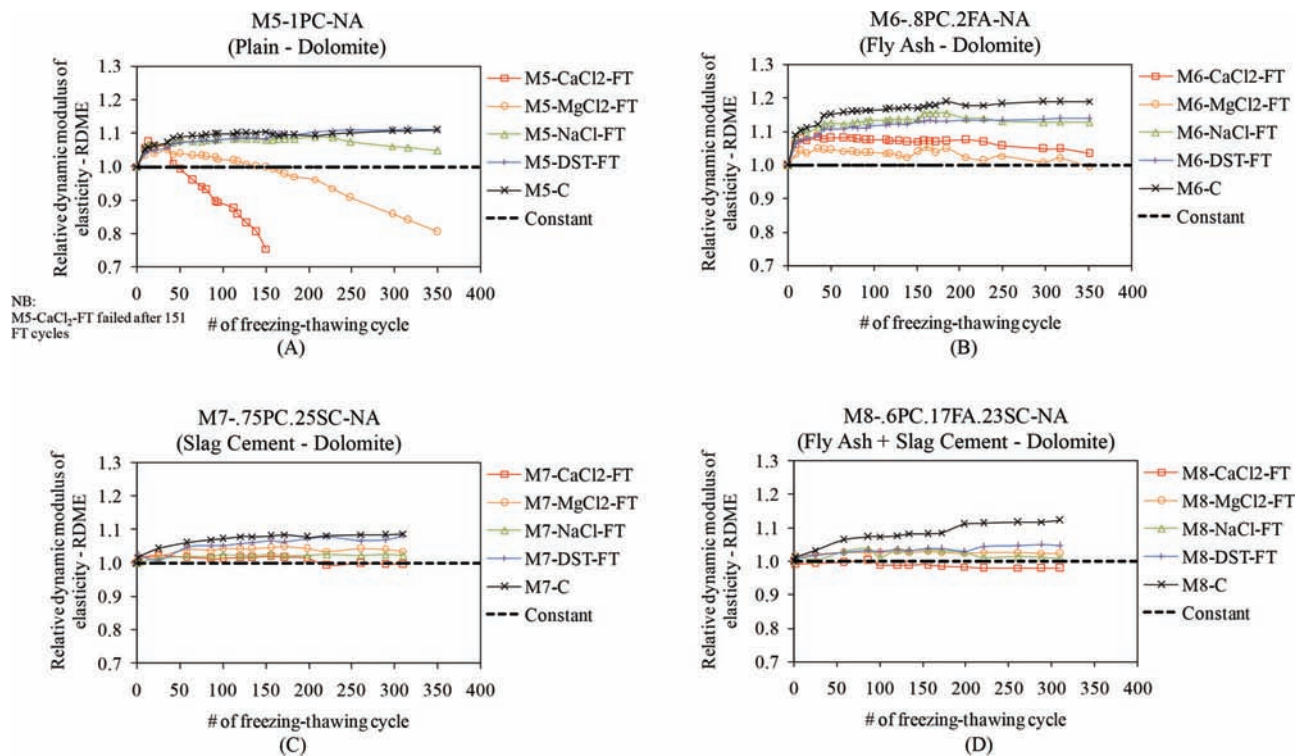 M5-1PC-NA
(Plain - Dolomite)
Relative dynamic modulus of
elasticity - RDME
1.3
1.2
1.1
1.0
0.9
0.8
0.7
0 50 100 150 200 250 300 350 400
# of freezing-thawing cycle
M5-CaCl2-FT
M5-MgCl2-FT
M5-NaCl-FT
M5-DST-FT
M5-C
Constant
NB:
M5-CaCl₂-FT failed after 151
FT cycles
(A)
M6-.8PC.2FA-NA
(Fly Ash - Dolomite)
Relative dynamic modulus of
elasticity - RDME
1.3
1.2
1.1
1.0
0.9
0.8
0.7
0 50 100 150 200 250 300 350 400
# of freezing-thawing cycle
M6-CaCl2-FT
M6-MgCl2-FT
M6-NaCl-FT
M6-DST-FT
M6-C
Constant
(B)
M7-.75PC.25SC-NA
(Slag Cement - Dolomite)
Relative dynamic modulus of
elasticity - RDME
1.3
1.2
1.1
1.0
0.9
0.8
0.7
0 50 100 150 200 250 300 350 400
# of freezing-thawing cycle
M7-CaCl2-FT
M7-MgCl2-FT
M7-NaCl-FT
M7-DST-FT
M7-C
Constant
(C)
M8-.6PC.17FA.23SC-NA
(Fly Ash + Slag Cement - Dolomite)
Relative dynamic modulus of
elasticity - RDME
1.3
1.2
1.1
1.0
0.9
0.8
0.7
0 50 100 150 200 250 300 350 400
# of freezing-thawing cycle
M8-CaCl2-FT
M8-MgCl2-FT
M8-NaCl-FT
M8-DST-FT
M8-C
Constant
(D)